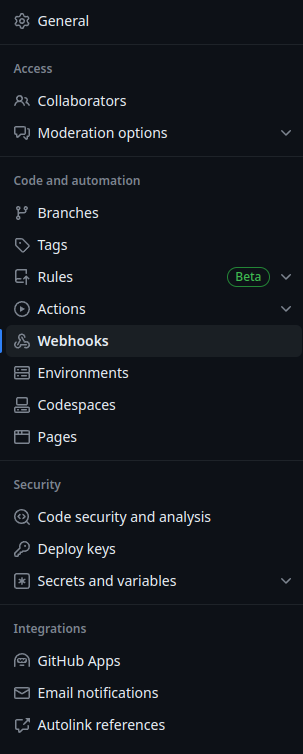 General
Access
Collaborators
Moderation options
Code and automation
Branches
Tags
Rules Beta
Actions
Webhooks
Environments
Codespaces
Pages
Security
Code security and analysis
Deploy keys
Secrets and variables
Integrations
GitHub Apps
Email notifications
Autolink references